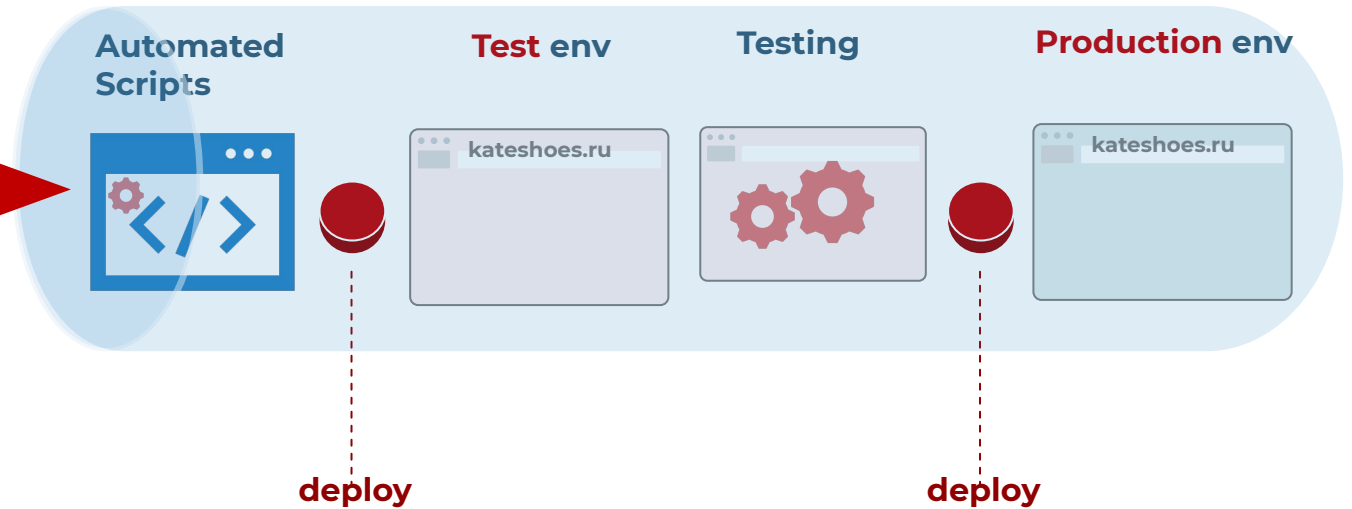 Automated
Scripts
Test env
Testing
Production env
kateshoes.ru
kateshoes.ru
deploy
deploy